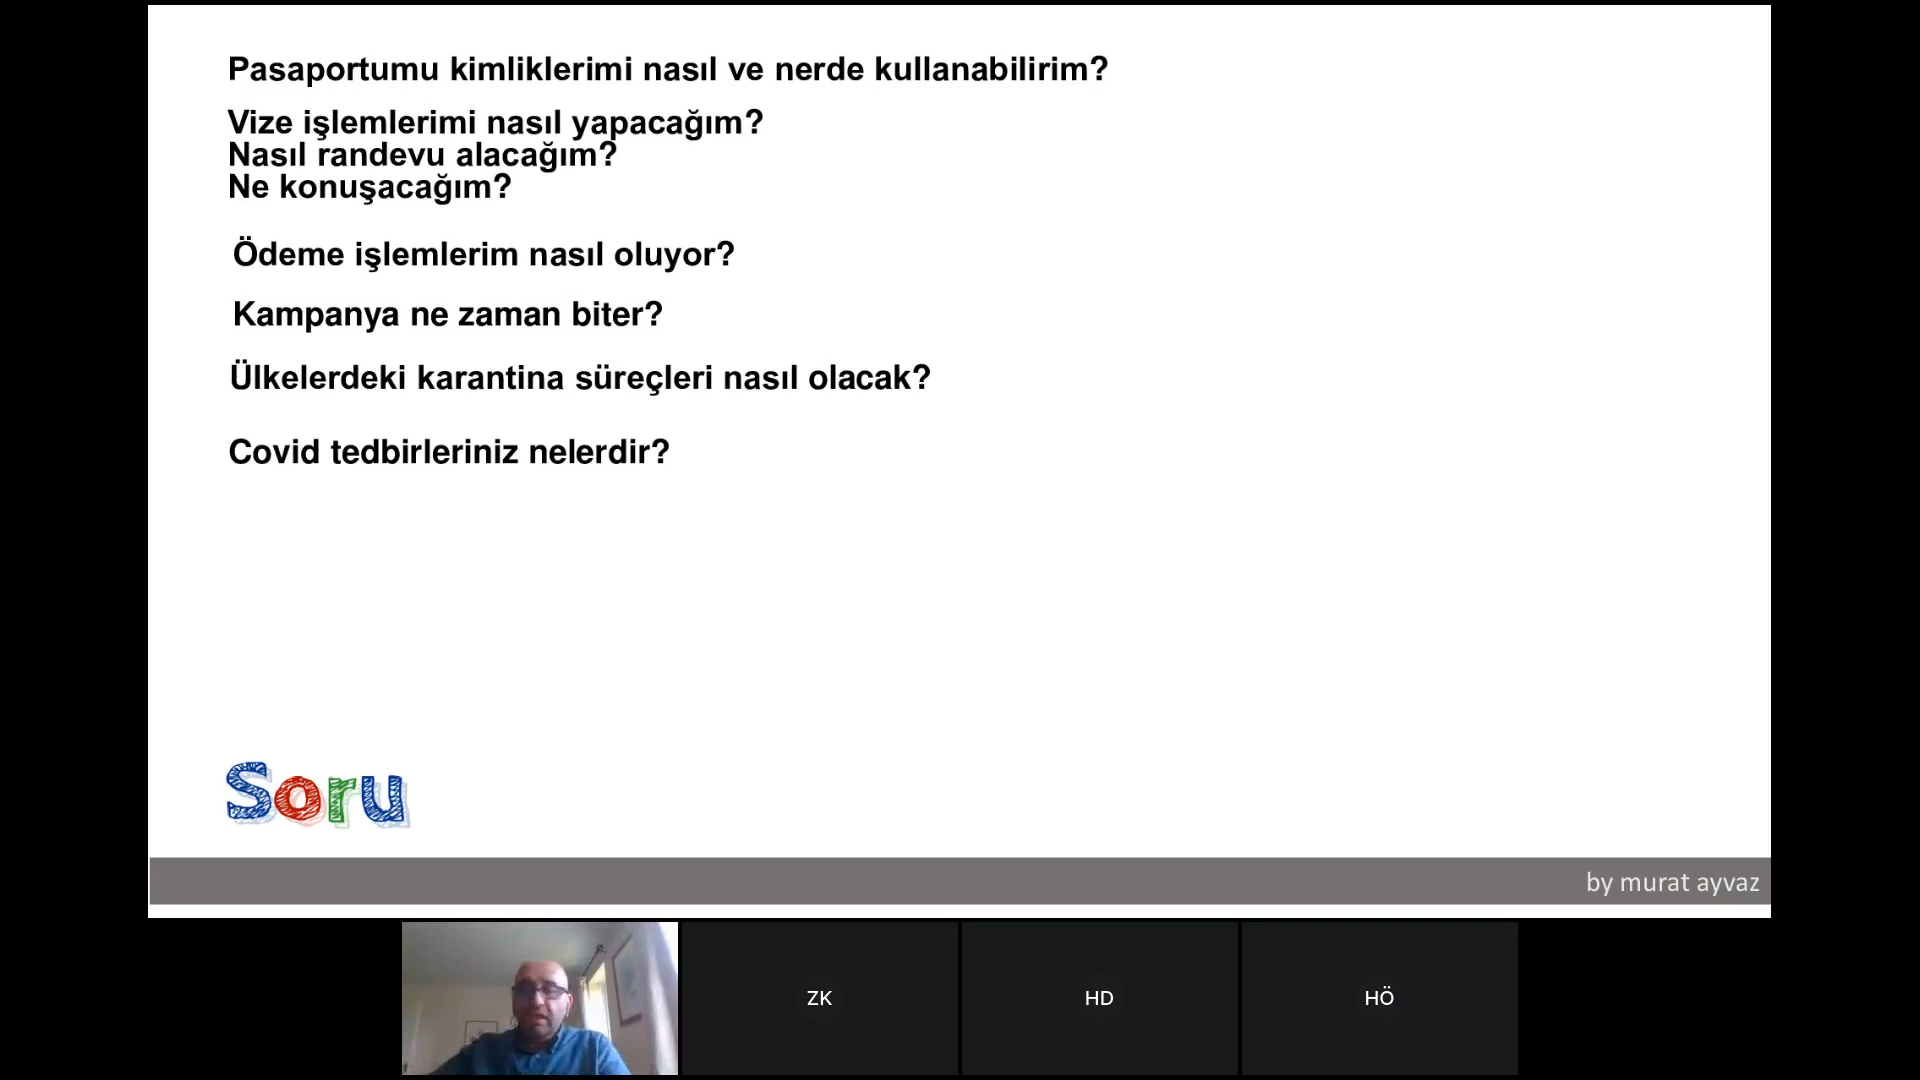 Pasaportumu kimliklerimi nasıl ve nerde kullanabilirim?
Vize işlemlerimi nasıl yapacağım?
Nasıl randevu alacağım?
Ne konuşacağım?
Ödeme işlemlerim nasıl oluyor?
Kampanya ne zaman biter?
Ülkelerdeki karantina süreçleri nasıl olacak?
Covid tedbirleriniz nelerdir?
Soru
by murat ayvaz
ZK
HD
HÖ